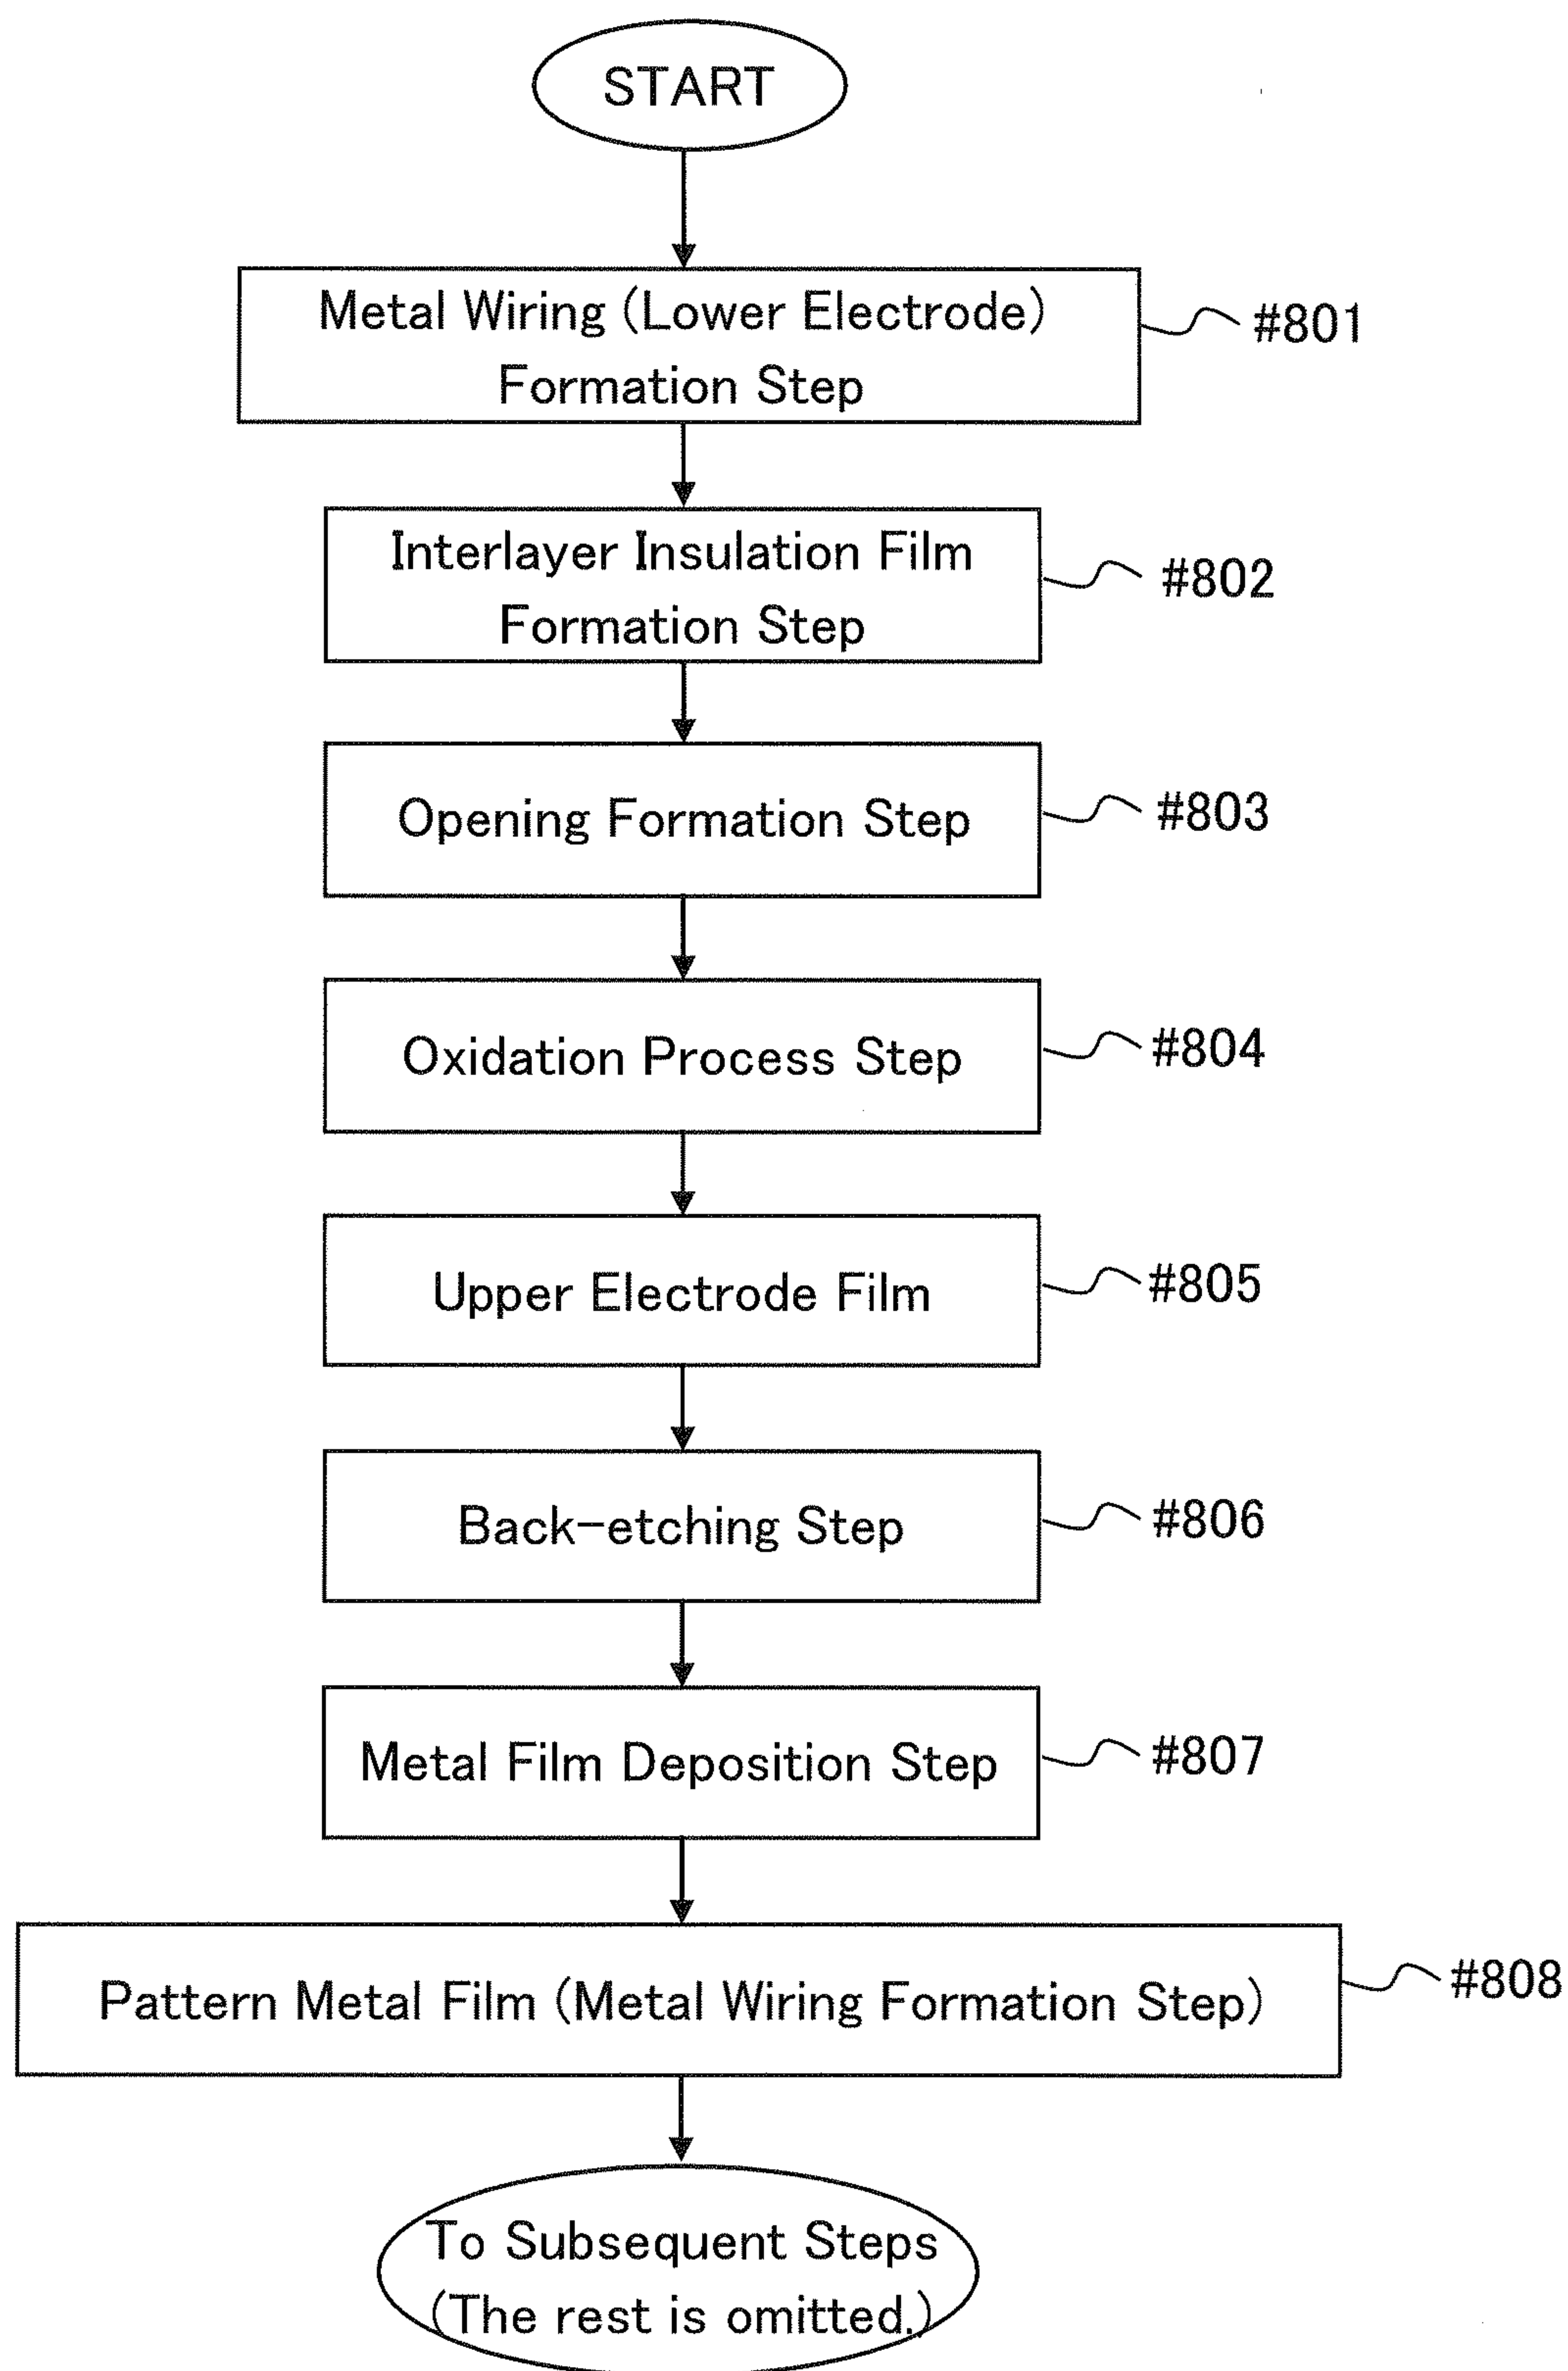 START
Metal Wiring (Lower Electrode)
Formation Step
#801
Interlayer Insulation Film
Formation Step
#802
Opening Formation Step
#803
Oxidation Process Step
#804
Upper Electrode Film
#805
Back-etching Step
#806
Metal Film Deposition Step
#807
Pattern Metal Film (Metal Wiring Formation Step)
#808
To Subsequent Steps
(The rest is omitted.)